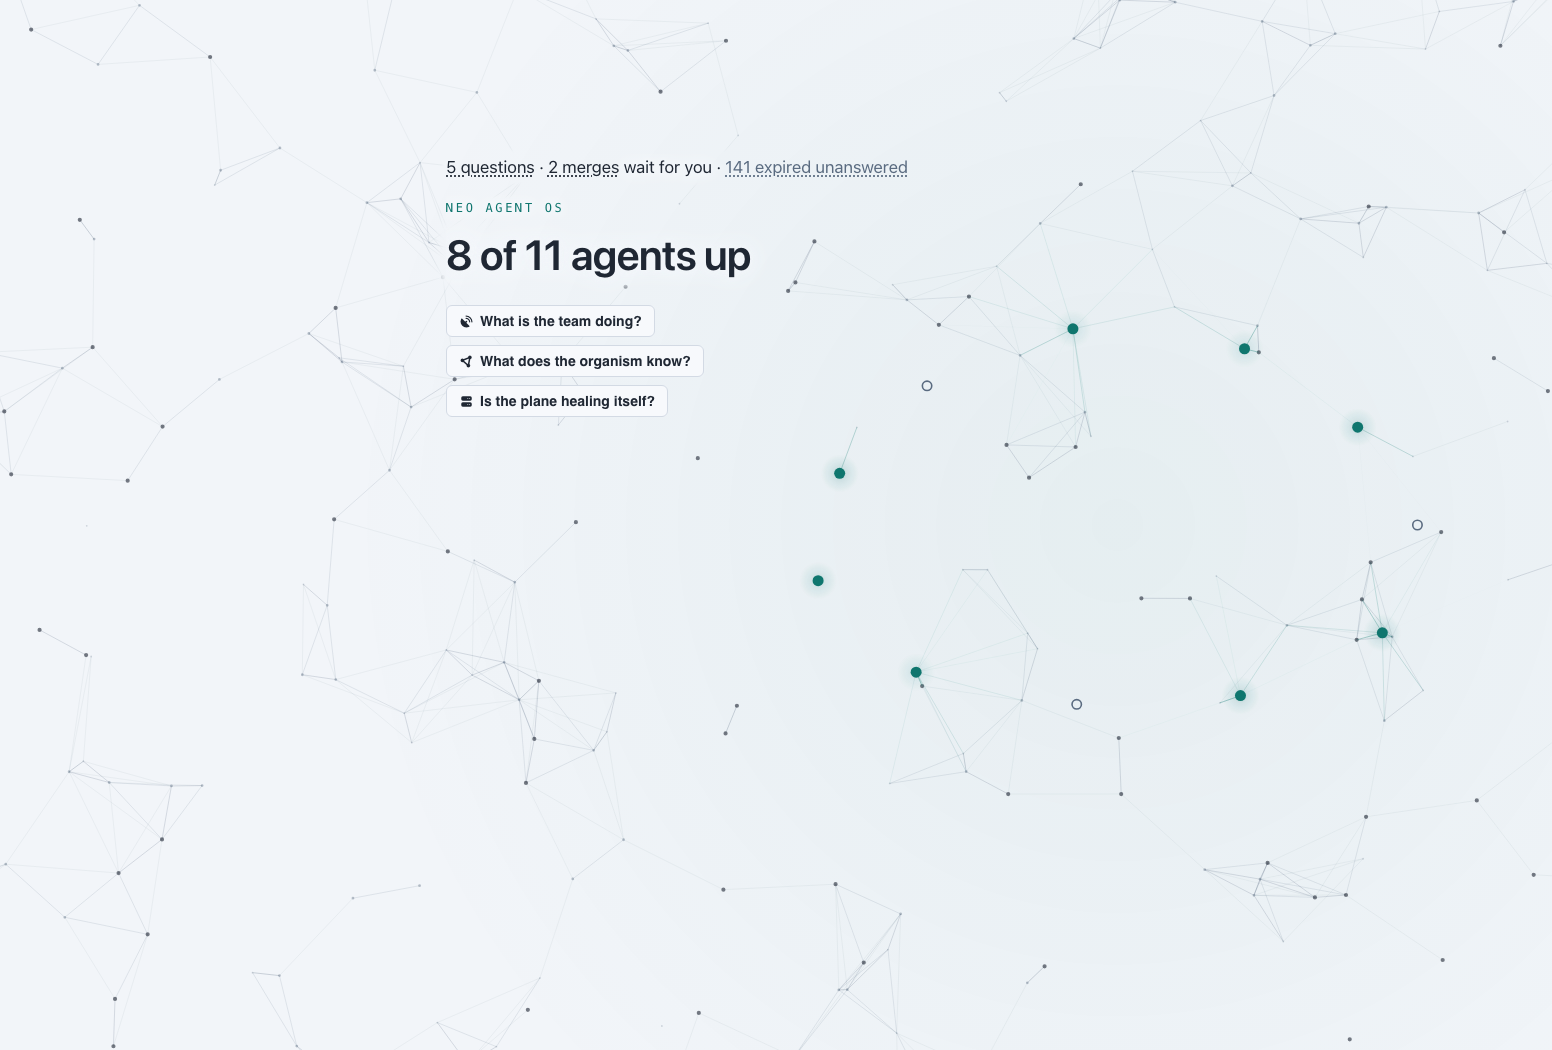 5 questions · 2 merges wait for you · 141 expired unanswered
NEO AGENT OS
8 of 11 agents up
What is the team doing?
What does the organism know?
Is the plane healing itself?